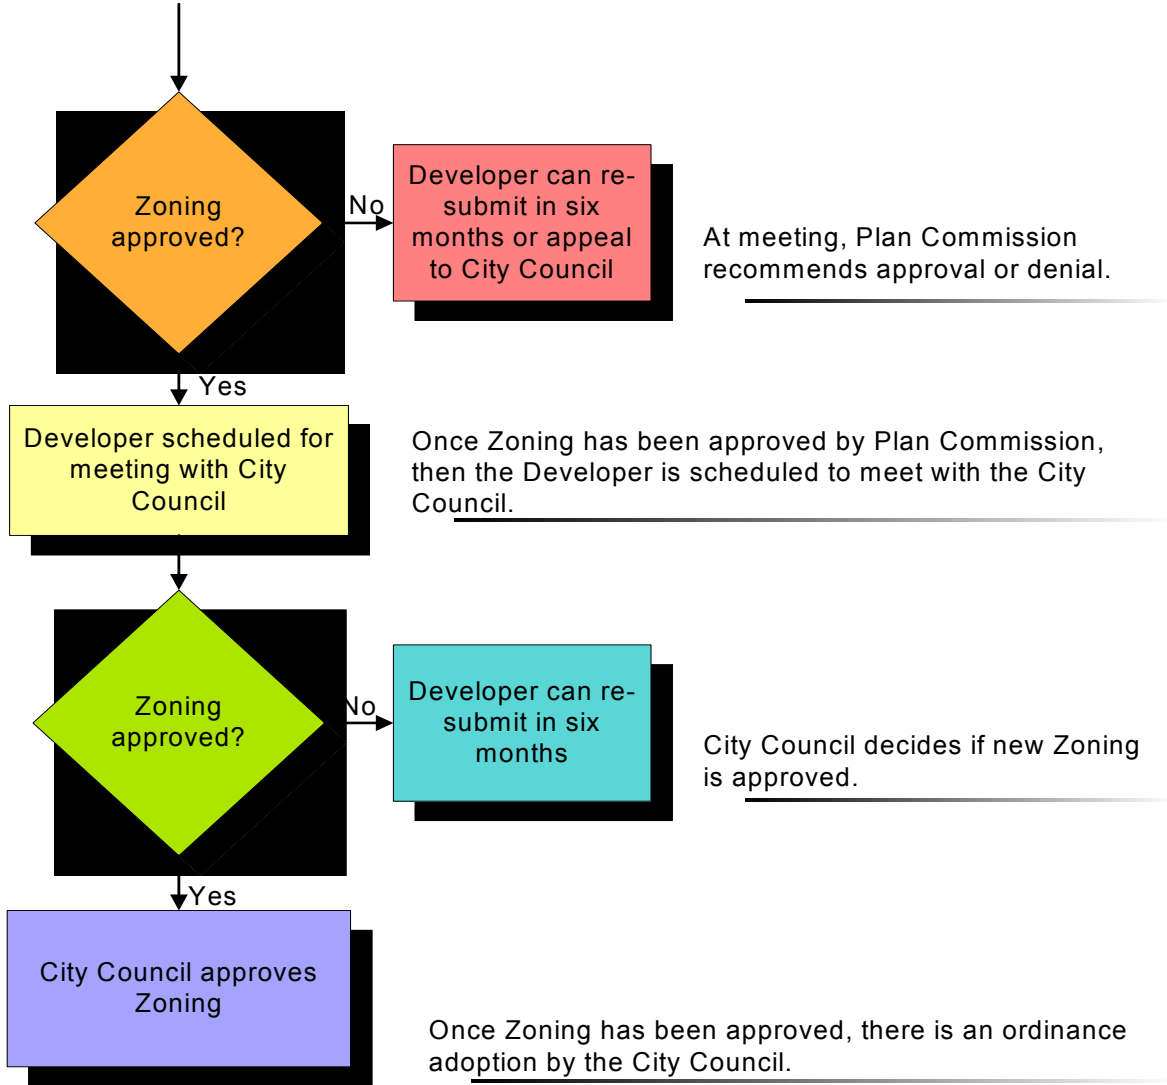 Zoning
approved?
No
Developer can re-
submit in six
months or appeal
to City Council
At meeting, Plan Commission
recommends approval or denial.
Yes
Developer scheduled for
meeting with City
Council
Once Zoning has been approved by Plan Commission,
then the Developer is scheduled to meet with the City
Council.
Zoning
approved?
No
Developer can re-
submit in six
months
City Council decides if new Zoning
is approved.
Yes
City Council approves
Zoning
Once Zoning has been approved, there is an ordinance
adoption by the City Council.